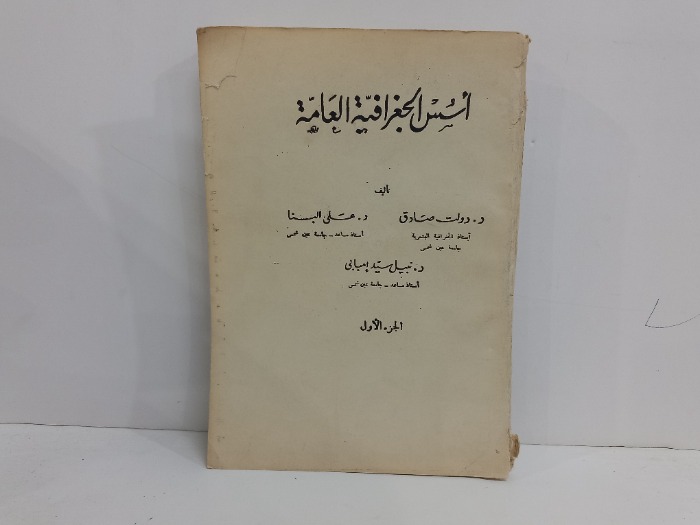 أسس الجغرافية العامة
تأليف
د. دولت صادق د. علي البنا
أستاذ الجغرافية البشرية أستاذ مساعد - جامعة عين شمس
جامعة عين شمس
د. نبيل سيد إمبابي
أستاذ مساعد - جامعة عين شمس
الجزء الأول